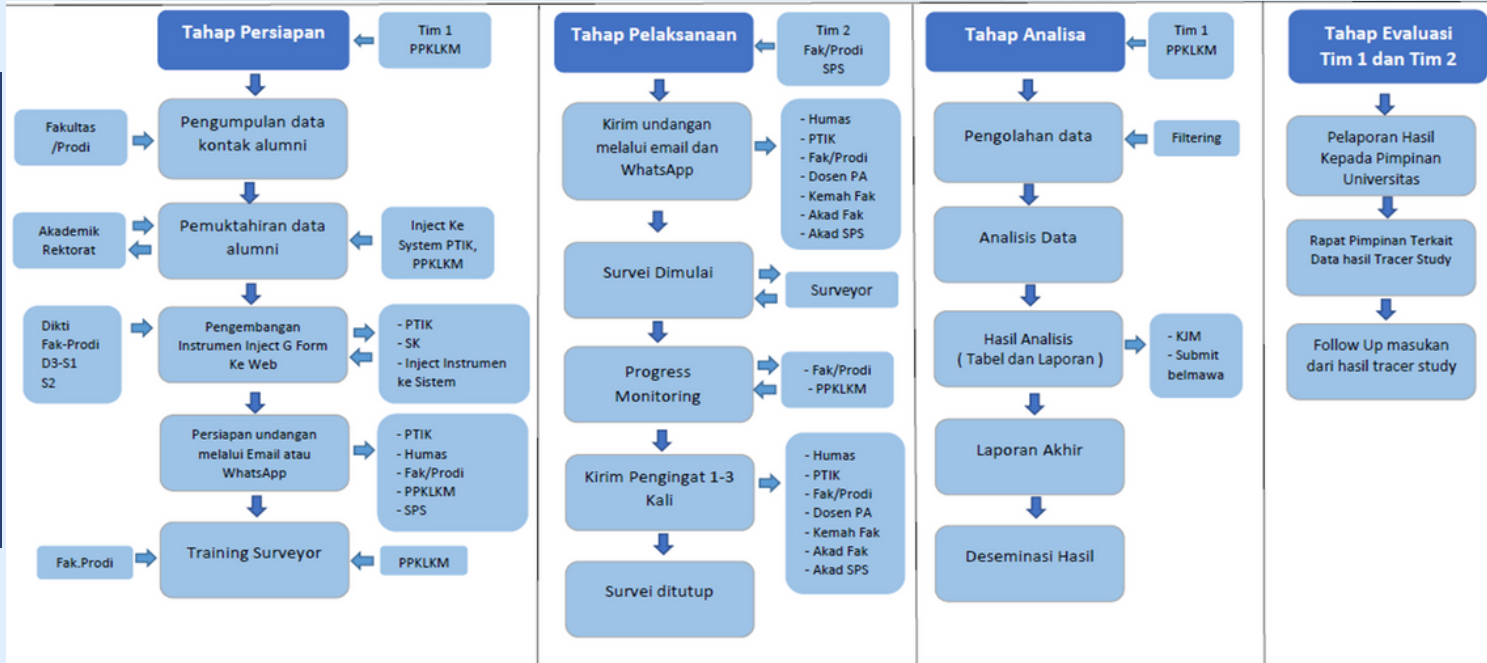 Tahap Persiapan
Tim 1
PPKLKM
Fakultas
/Prodi
Pengumpulan data
kontak alumni
Akademik
Rektorat
Pemuktahiran data
alumni
Inject Ke
System PTIK,
PPKLKM
Dikti
Fak-Prodi
D3-S1
S2
Pengembangan
Instrumen Inject G Form
Ke Web
- PTIK
- SK
- Inject Instrumen
ke Sistem
Persiapan undangan
melalui Email atau
WhatsApp
- PTIK
- Humas
- Fak/Prodi
- PPKLKM
- SPS
Fak.Prodi
Training Surveyor
PPKLKM
Tahap Pelaksanaan
Tim 2
Fak/Prodi
SPS
Kirim undangan
melalui email dan
WhatsApp
- Humas
- PTIK
- Fak/Prodi
- Dosen PA
- Kemah Fak
- Akad Fak
- Akad SPS
Survei Dimulai
Surveyor
Progress
Monitoring
- Fak/Prodi
- PPKLKM
Kirim Pengingat 1-3
Kali
- Humas
- PTIK
- Fak/Prodi
- Dosen PA
- Kemah Fak
- Akad Fak
- Akad SPS
Survei ditutup
Tahap Analisa
Tim 1
PPKLKM
Pengolahan data
Filtering
Analisis Data
Hasil Analisis
( Tabel dan Laporan )
- KJM
- Submit
belmawa
Laporan Akhir
Deseminasi Hasil
Tahap Evaluasi
Tim 1 dan Tim 2
Pelaporan Hasil
Kepada Pimpinan
Universitas
Rapat Pimpinan Terkait
Data hasil Tracer Study
Follow Up masukan
dari hasil tracer study